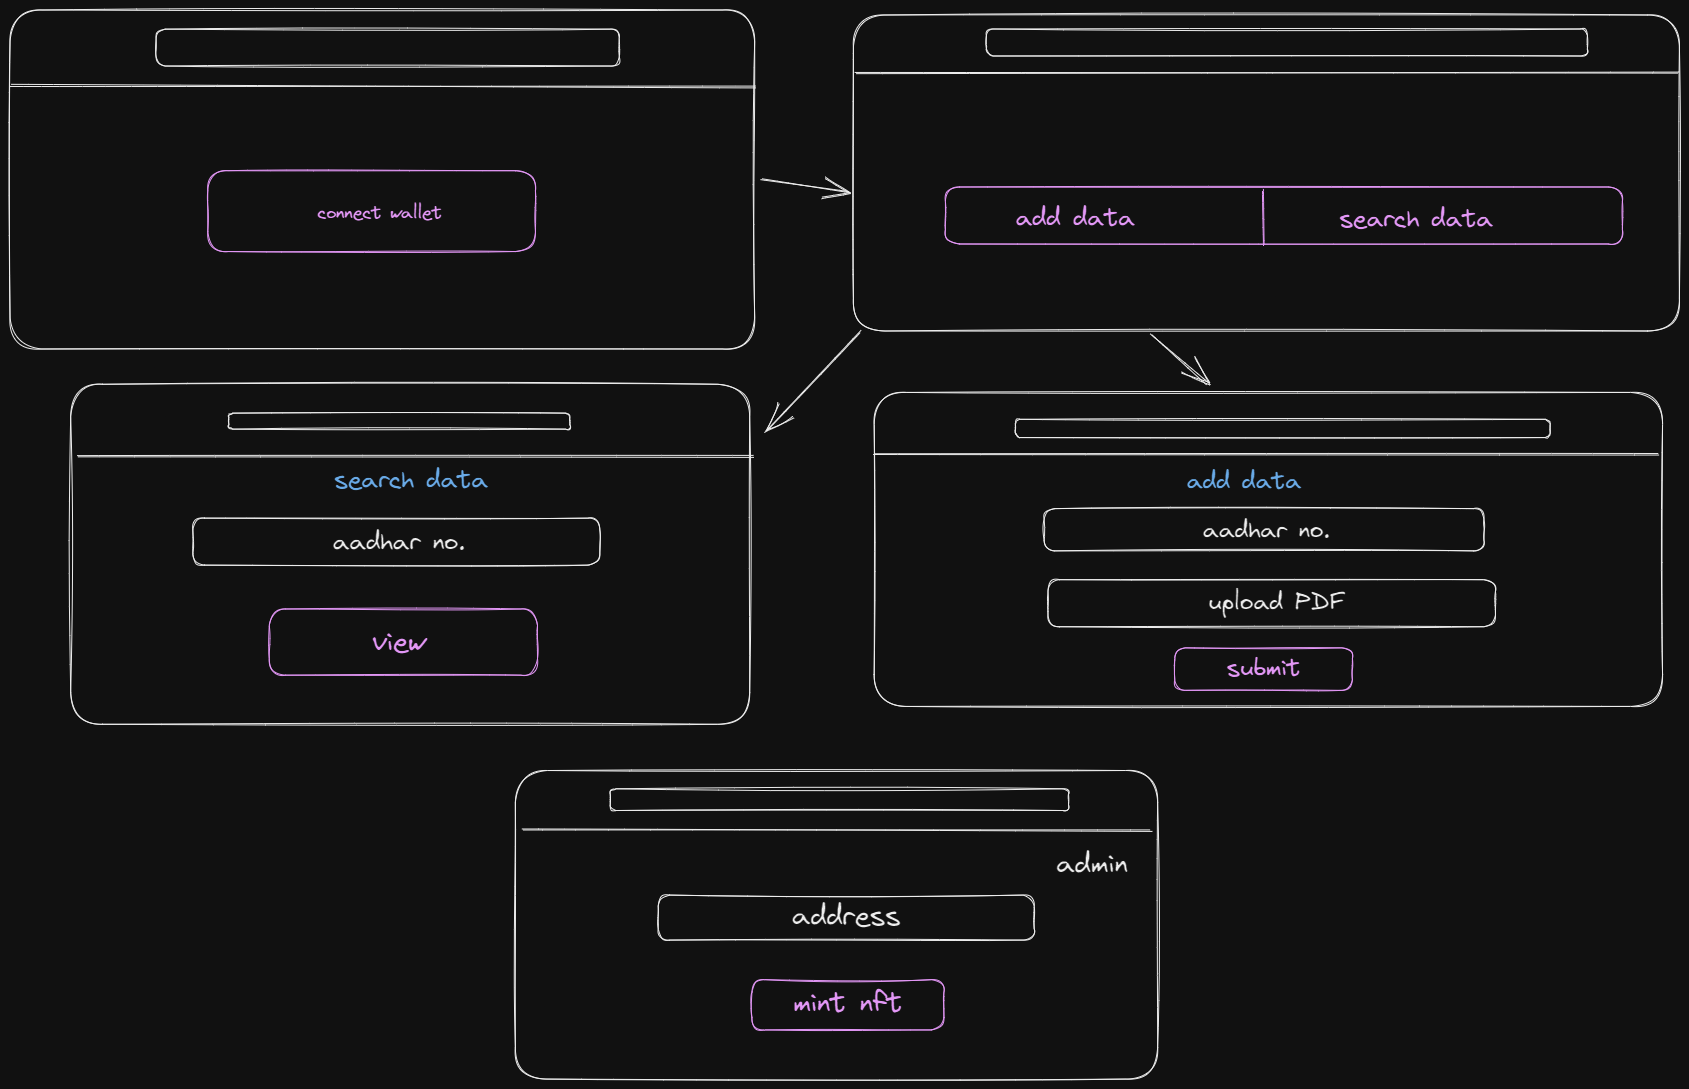 connect wallet
add data
search data
search data
aadhar no.
view
add data
aadhar no.
upload PDF
submit
admin
address
mint nft